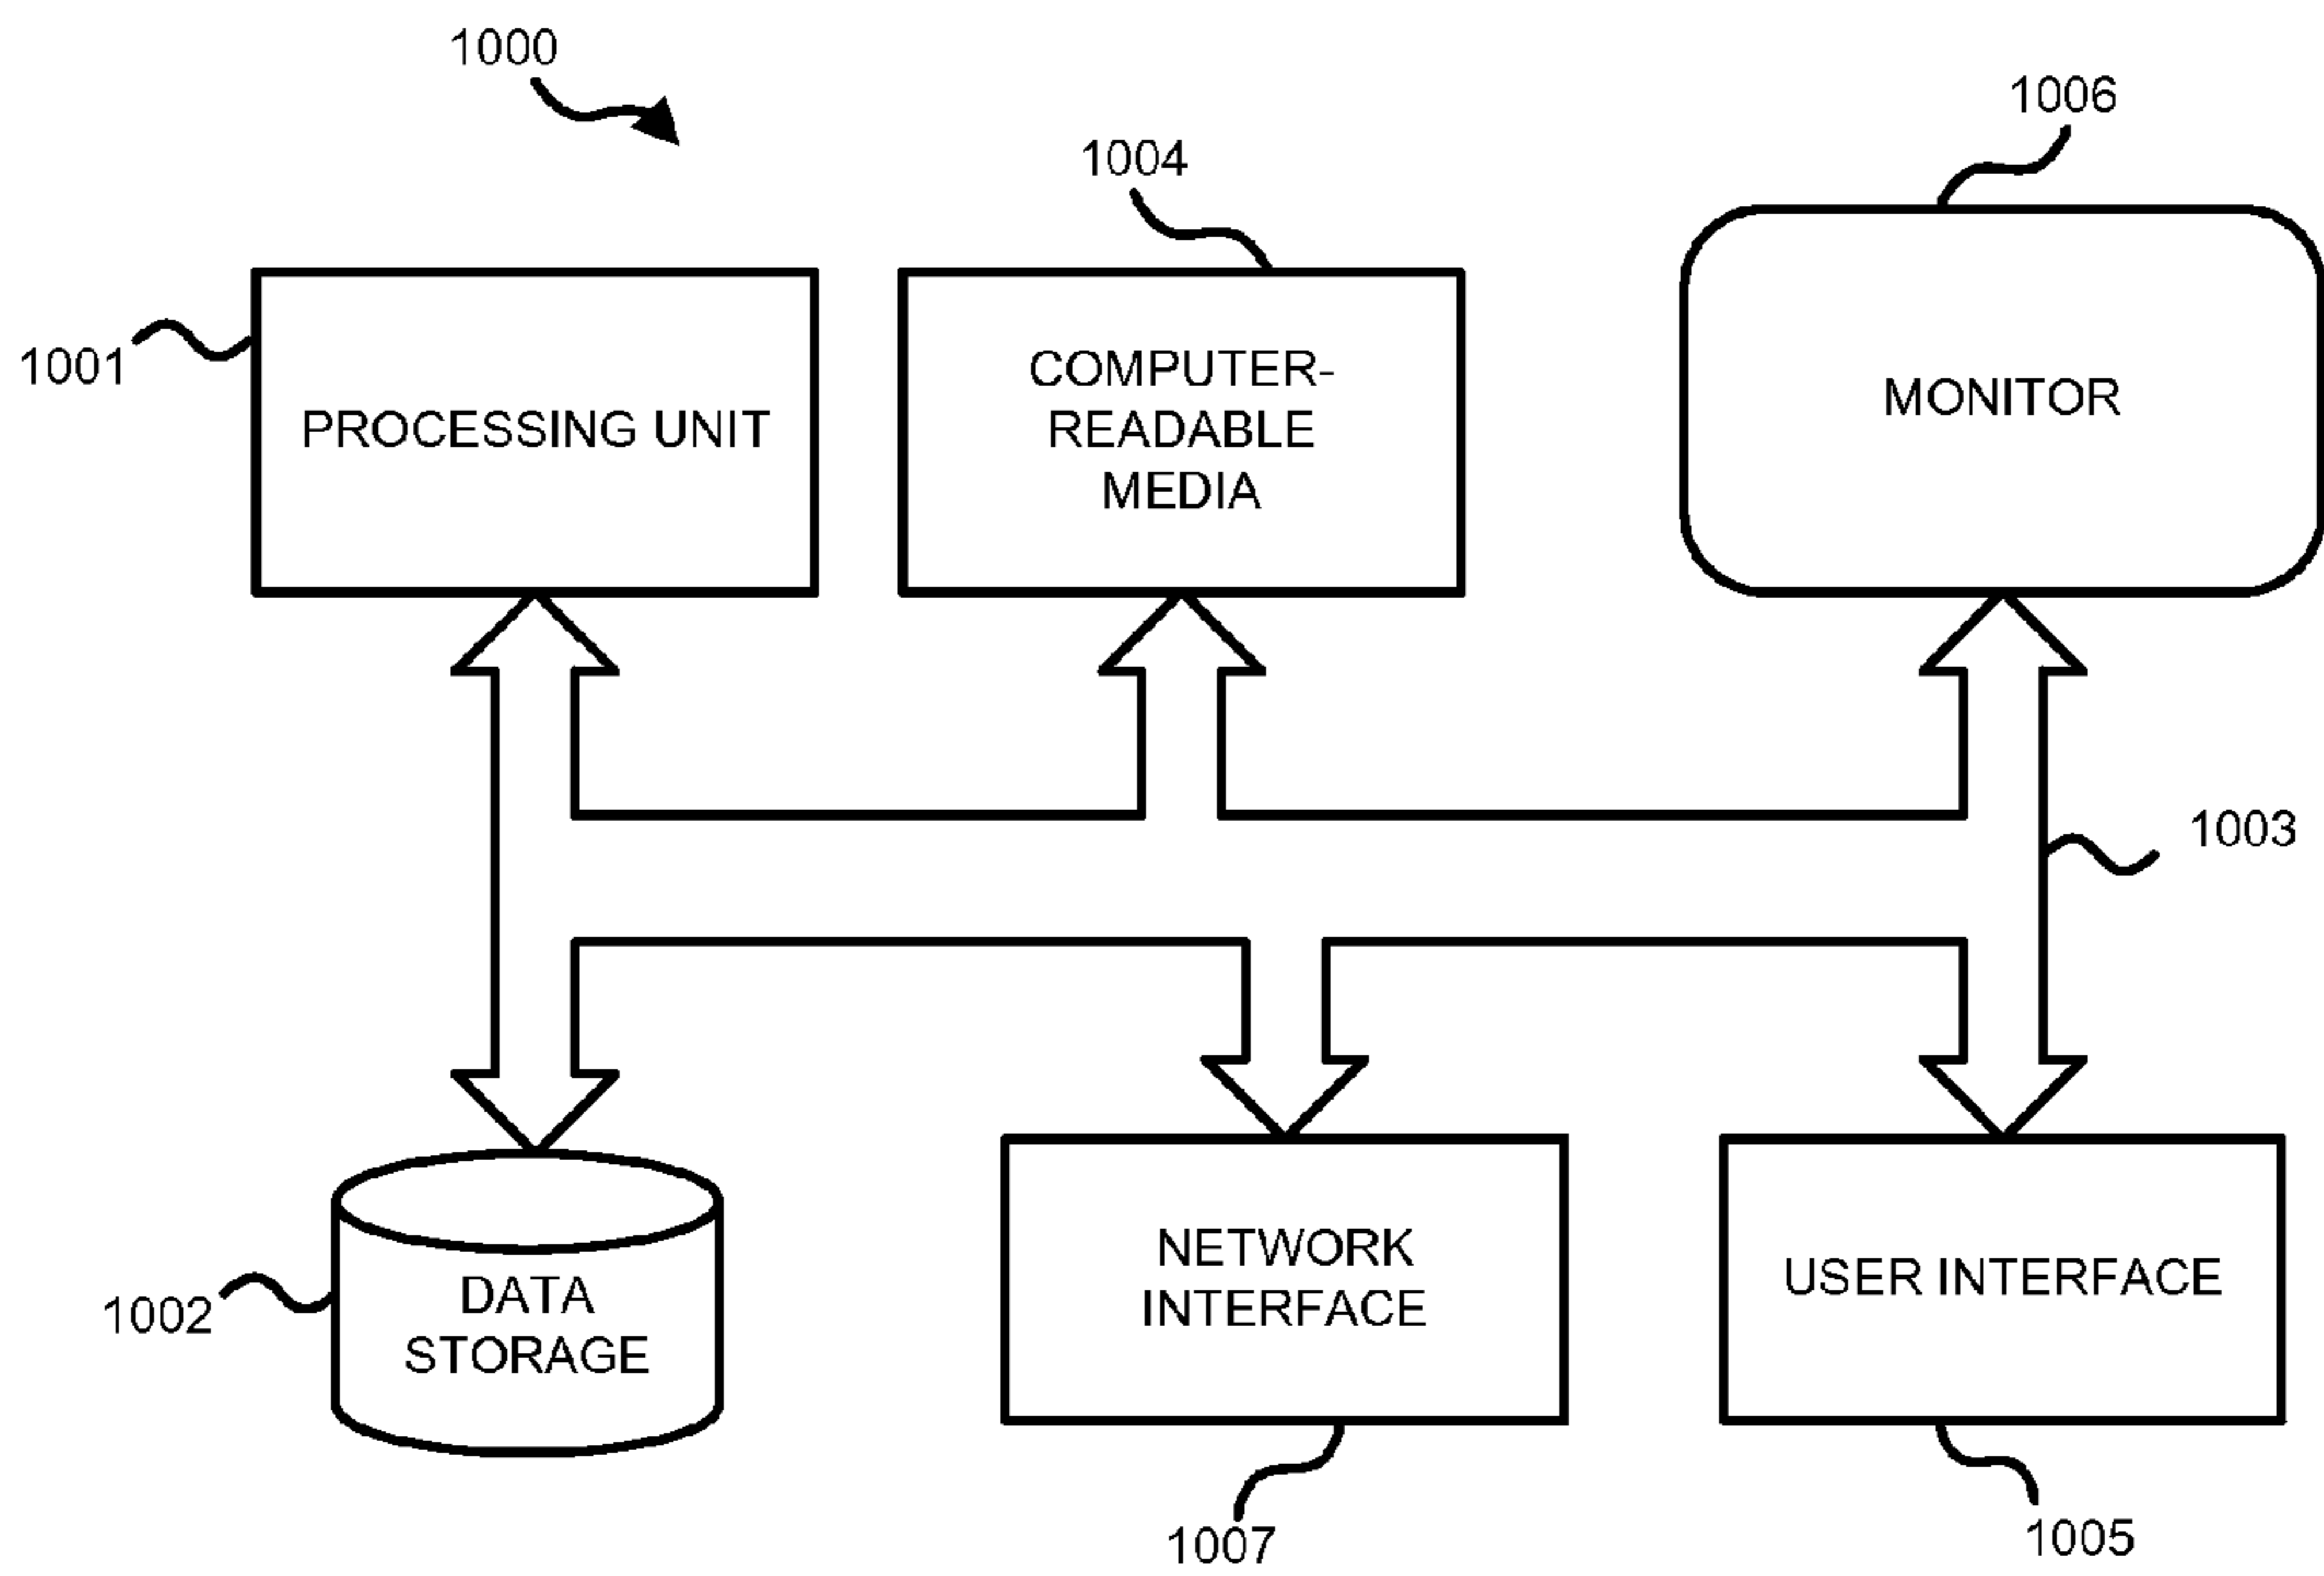 1000
1006
1004
1001
PROCESSING UNIT
COMPUTER-
READABLE
MEDIA
MONITOR
1003
1002
DATA
STORAGE
NETWORK
INTERFACE
USER INTERFACE
1007
1005